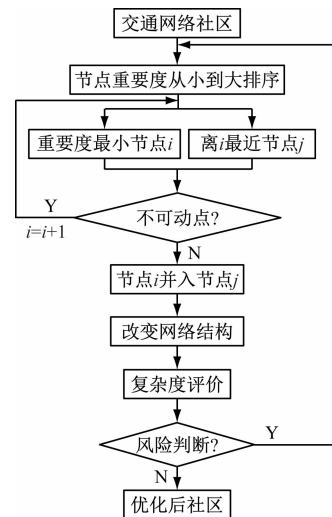 交通网络社区
节点重要度从小到大排序
重要度最小节点i
离i最近节点j
Y
不可动点?
i=i+1
N
节点i并入节点j
改变网络结构
复杂度评价
风险判断?
Y
N
优化后社区